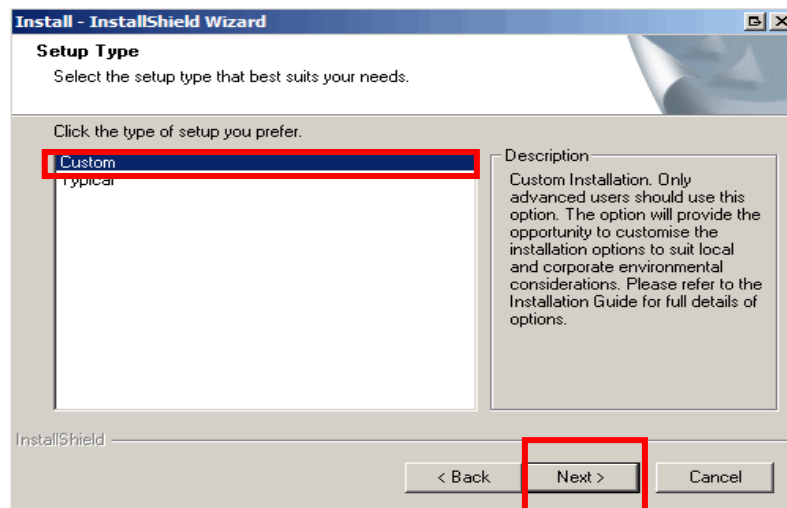 Install - InstallShield Wizard
Setup Type
Select the setup type that best suits your needs.
Click the type of setup you prefer.
Custom
Typical
Description
Custom Installation. Only
advanced users should use this
option. The option will provide the
opportunity to customise the
installation options to suit local
and corporate environmental
considerations. Please refer to the
Installation Guide for full details of
options.
InstallShield
< Back Next > Cancel